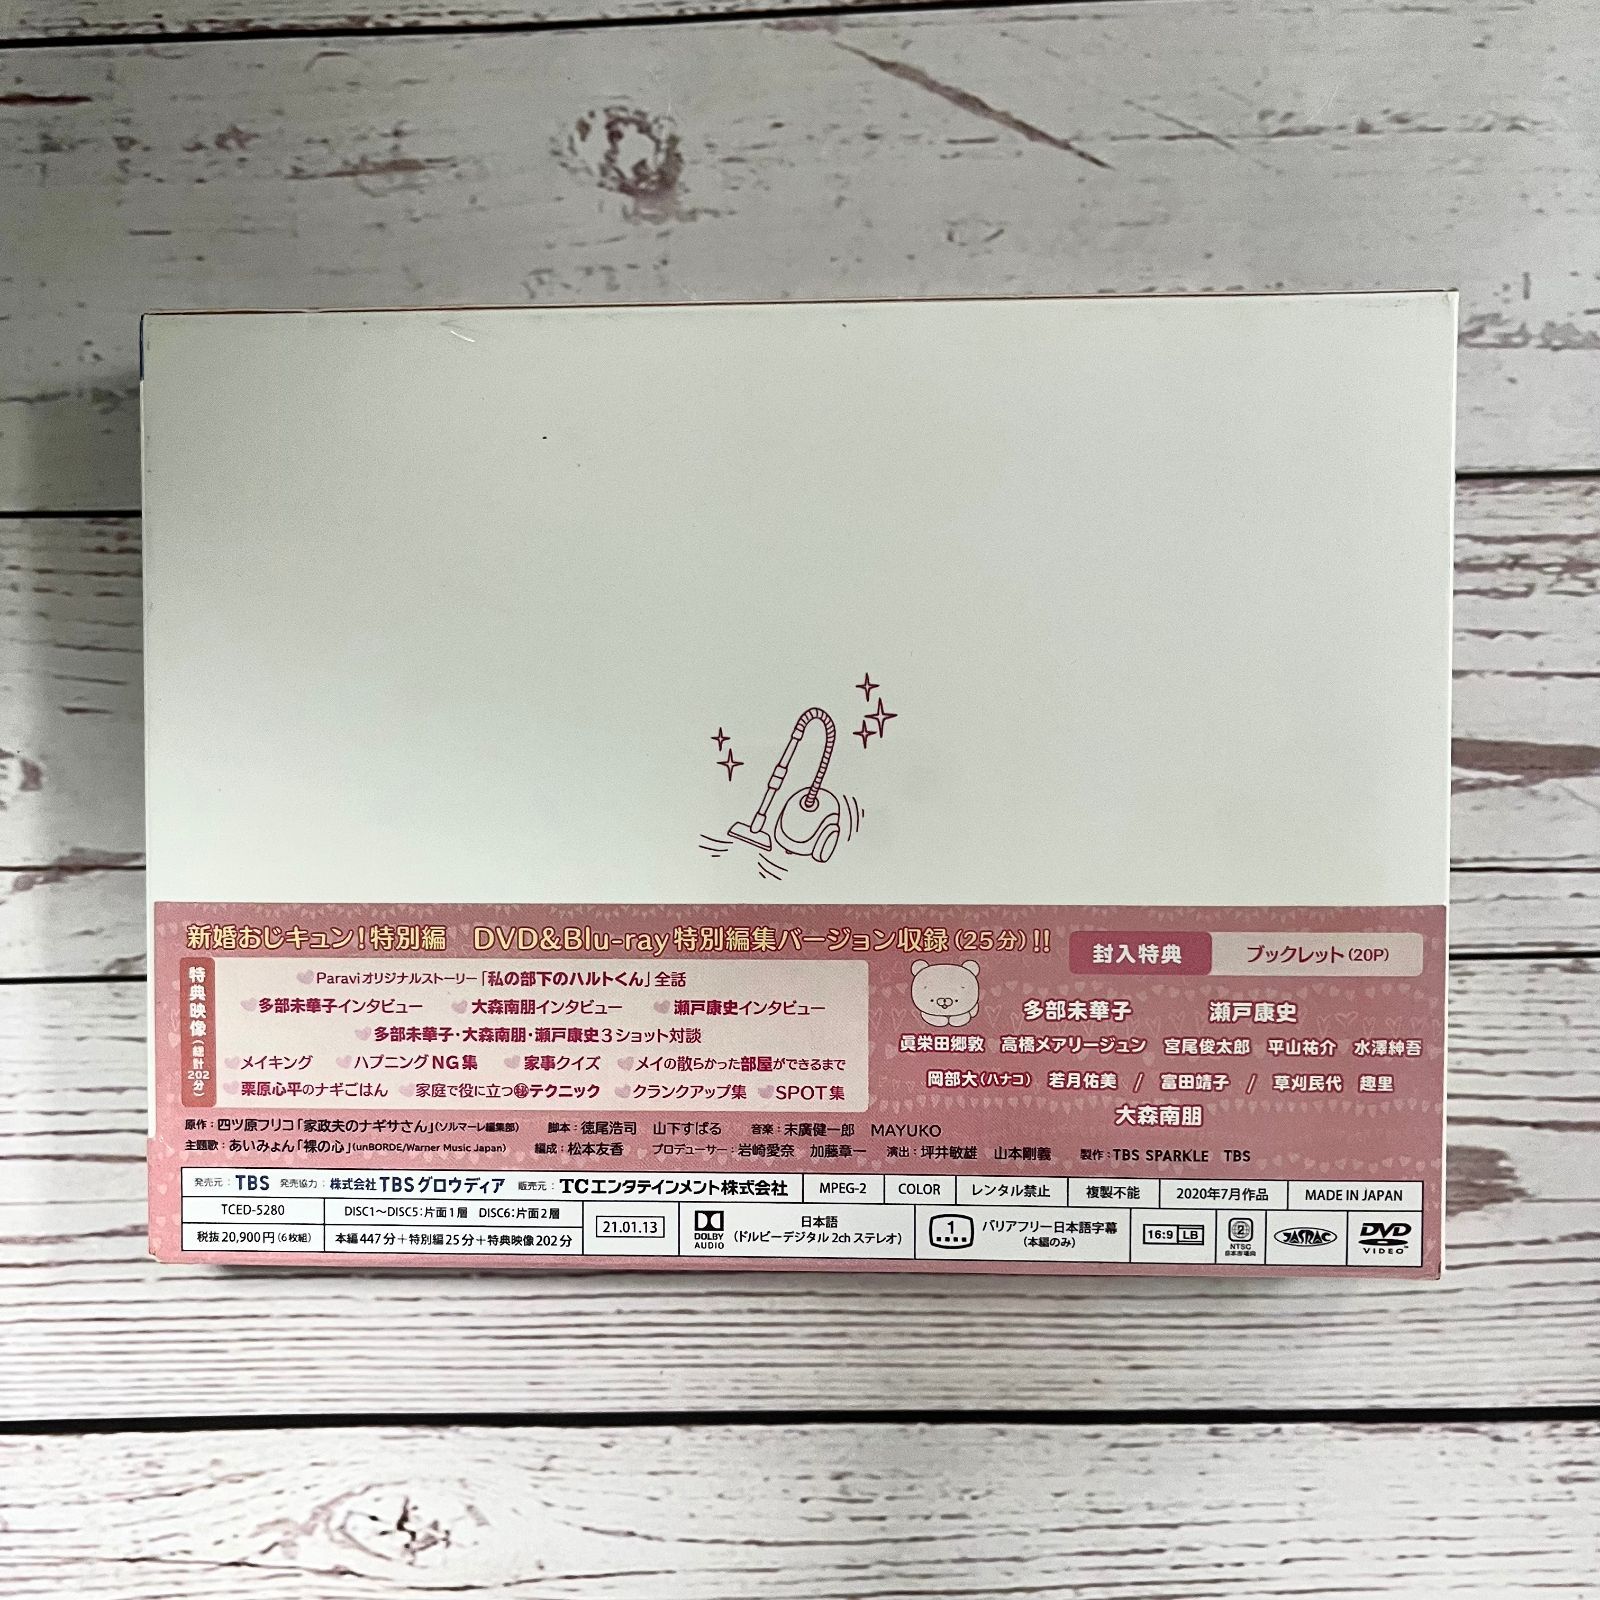 新婚おじキュン!特別編 DVD&Blu-ray特別編集バージョン収録(25分)!!
封入特典 ブックレット(20P)
特典映像(総計202分)
Paraviオリジナルストーリー「私の部下のハルトくん」全話
多部未華子インタビュー 大森南朋インタビュー 瀬戸康史インタビュー
多部未華子・大森南朋・瀬戸康史3ショット対談
メイキング ハプニングNG集 家事クイズ メイの散らかった部屋ができるまで
栗原心平のナギごはん 家庭で役に立つ㊙テクニック クランクアップ集 SPOT集
多部未華子 瀬戸康史
眞栄田郷敦 高橋メアリージュン 宮尾俊太郎 平山祐介 水澤紳吾
岡部大(ハナコ) 若月佑美 / 富田靖子 / 草刈民代 趣里
大森南朋
原作:四ツ原フリコ「家政夫のナギサさん」(ソルマーレ編集部) 脚本:徳尾浩司 山下すばる 音楽:末廣健一郎 MAYUKO
主題歌:あいみょん「裸の心」(unBORDE/Warner Music Japan) 編成:松本友香 プロデューサー:岩崎愛奈 加藤章一 演出:坪井敏雄 山本剛義 製作:TBS SPARKLE TBS
発売元:TBS 発売協力:株式会社TBSグロウディア 販売元:TCエンタテインメント株式会社 MPEG-2 COLOR レンタル禁止 複製不能 2020年7月作品 MADE IN JAPAN
TCED-5280 DISC1〜DISC5:片面1層 DISC6:片面2層
税抜20,900円(6枚組) 本編447分+特別編25分+特典映像202分
21.01.13
DOLBY AUDIO
日本語
(ドルビーデジタル 2ch ステレオ)
1
バリアフリー日本語字幕
(本編のみ)
16:9 LB
2
NTSC
日本市場向
JASRAC
DVD
VIDEO